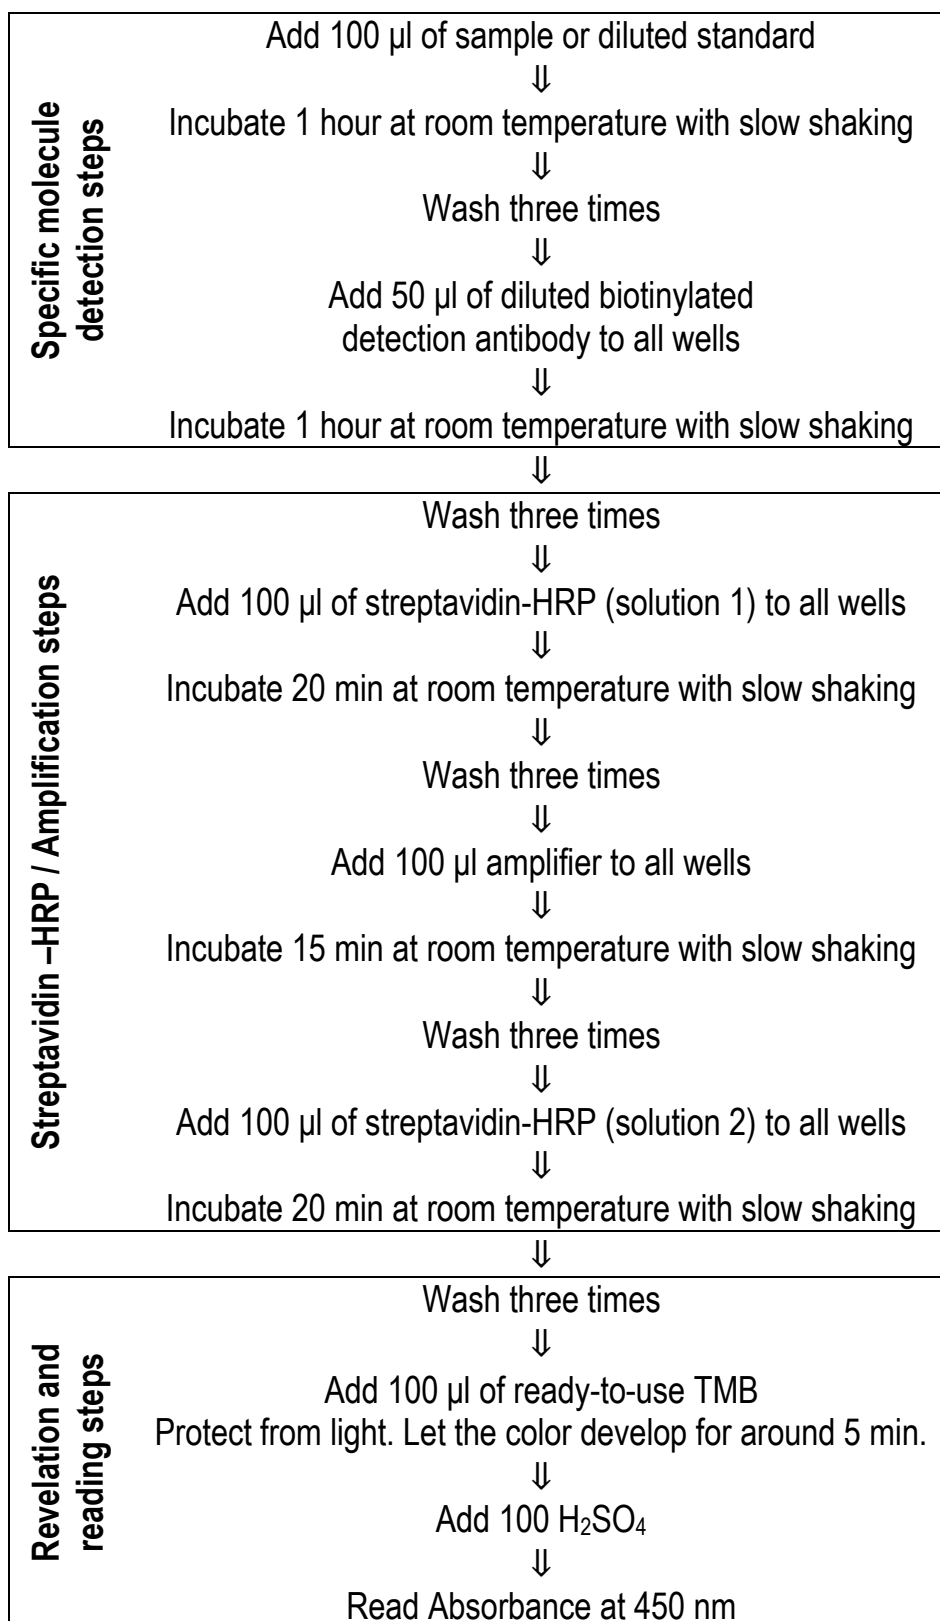 Specific molecule
detection steps
Add 100 µl of sample or diluted standard
⇓
Incubate 1 hour at room temperature with slow shaking
⇓
Wash three times
⇓
Add 50 µl of diluted biotinylated
detection antibody to all wells
⇓
Incubate 1 hour at room temperature with slow shaking
⇓
Streptavidin –HRP / Amplification steps
Wash three times
⇓
Add 100 µl of streptavidin-HRP (solution 1) to all wells
⇓
Incubate 20 min at room temperature with slow shaking
⇓
Wash three times
⇓
Add 100 µl amplifier to all wells
⇓
Incubate 15 min at room temperature with slow shaking
⇓
Wash three times
⇓
Add 100 µl of streptavidin-HRP (solution 2) to all wells
⇓
Incubate 20 min at room temperature with slow shaking
⇓
Revelation and
reading steps
Wash three times
⇓
Add 100 µl of ready-to-use TMB
Protect from light. Let the color develop for around 5 min.
⇓
Add 100 H₂SO₄
⇓
Read Absorbance at 450 nm